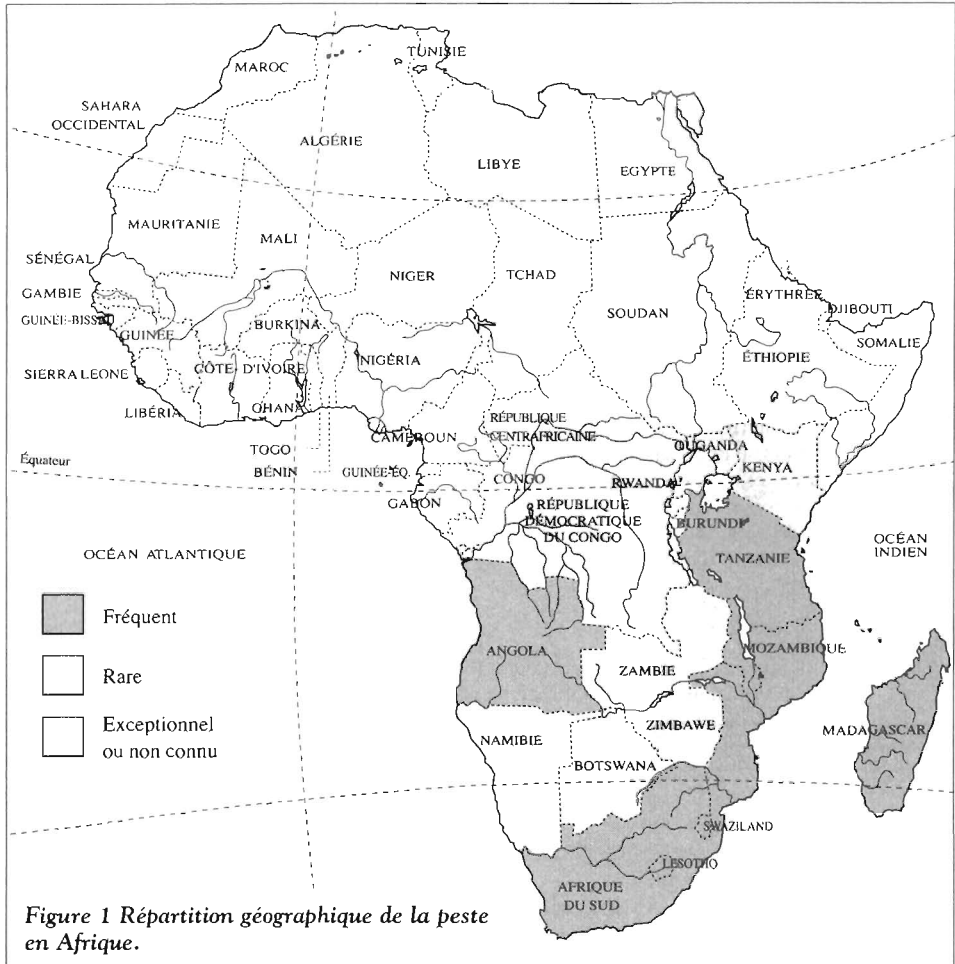 TUNISIE
MAROC
SAHARA
OCCIDENTAL
ALGÉRIE
LIBYE
EGYPTE
MAURITANIE
MALI
NIGER
TCHAD
SOUDAN
ÉRYTHRÉE
DJIBOUTI
SÉNÉGAL
GAMBIE
GUINÉE-BISSAU
GUINÉE
BURKINA
NIGÉRIA
ÉTHIOPIE
SOMALIE
SIERRA LEONE
CÔTE- D'IVOIRE
LIBÉRIA
GHANA
TOGO
BÉNIN
CAMEROUN
RÉPUBLIQUE
CENTRAFRICAINE
OUGANDA
KENYA
Équateur
GUINÉE-ÉQ.
CONGO
RWANDA
GABON
RÉPUBLIQUE
DÉMOCRATIQUE
DU CONGO
BURUNDI
TANZANIE
OCÉAN ATLANTIQUE
OCÉAN
INDIEN
Fréquent
Rare
Exceptionnel
ou non connu
ANGOLA
ZAMBIE
MOZAMBIQUE
NAMIBIE
ZIMBAWE
BOTSWANA
MADAGASCAR
SWAZILAND
LESOTHO
AFRIQUE
DU SUD
Figure 1 Répartition géographique de la peste
en Afrique.